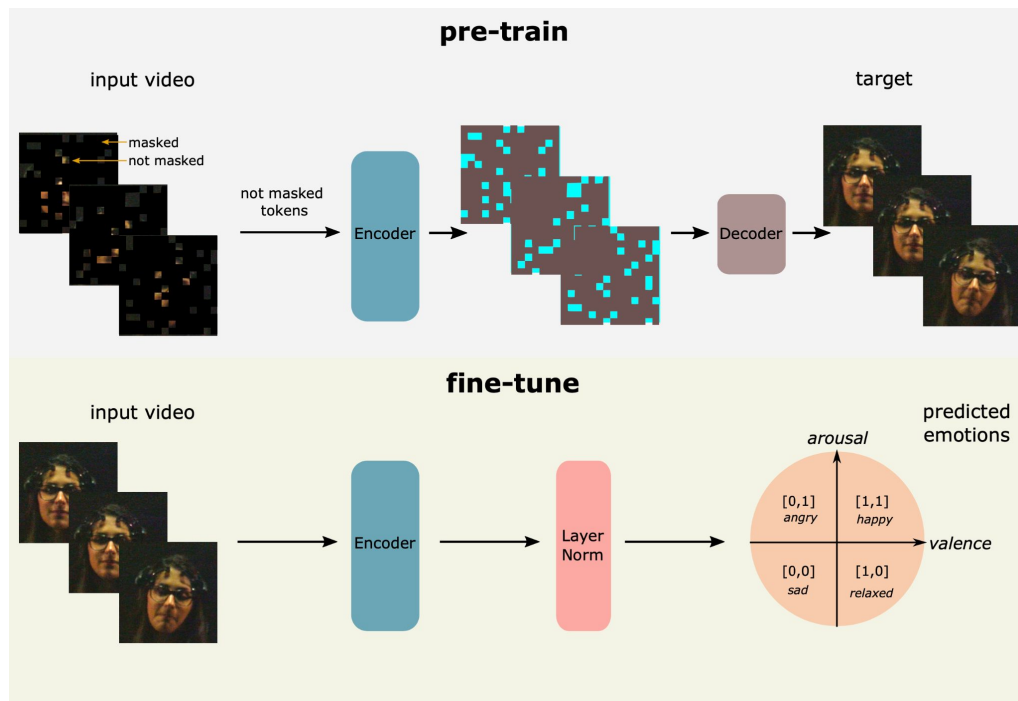 pre-train
input video
target
masked
not masked
not masked
tokens
Encoder
Decoder
fine-tune
input video
predicted
emotions
arousal
[0,1]
angry
[1,1]
happy
Encoder
Layer
Norm
valence
[0,0]
sad
[1,0]
relaxed